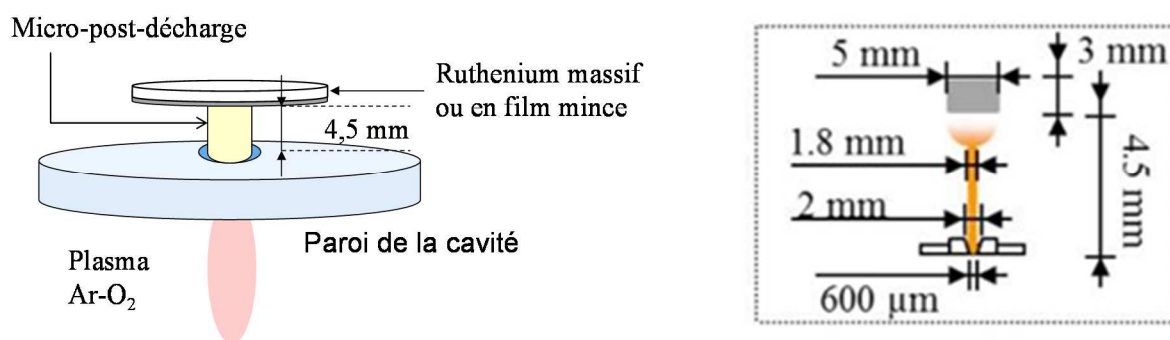 Micro-post-décharge
Ruthenium massif
ou en film mince
4,5 mm
Paroi de la cavité
Plasma
Ar-O₂
5 mm
3 mm
1.8 mm
4.5 mm
2 mm
600 µm